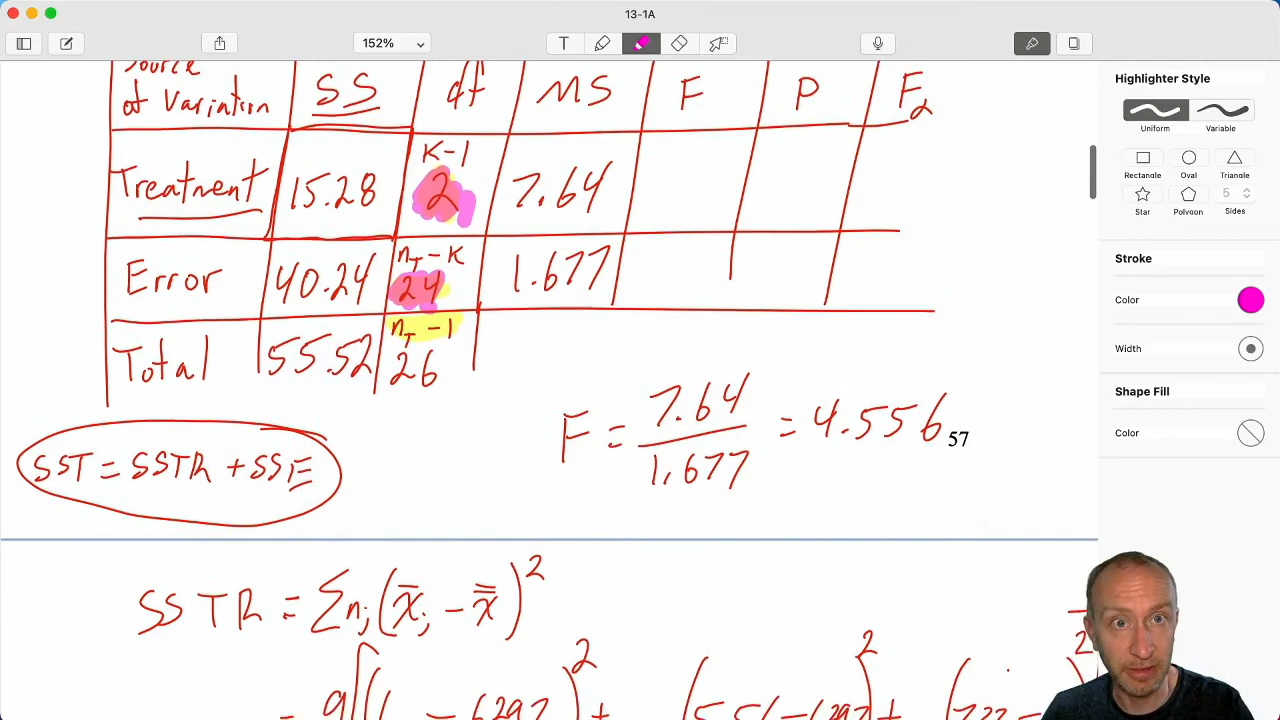 13-1A
152%
T
Source
of Variation SS df MS F P Fα
Treatment 15.28 K-1 2 7.64
Error 40.24 nT-K 24 1.677
Total 55.52 nT-1 26
F = 7.64 / 1.677 = 4.556
57
SST = SSTR + SSE
SSTR = Σnj(x̄j - x̿)²
Highlighter Style
Uniform Variable
Rectangle Oval Triangle
Star Polygon 5 Sides
Stroke
Color
Width
Shape Fill
Color